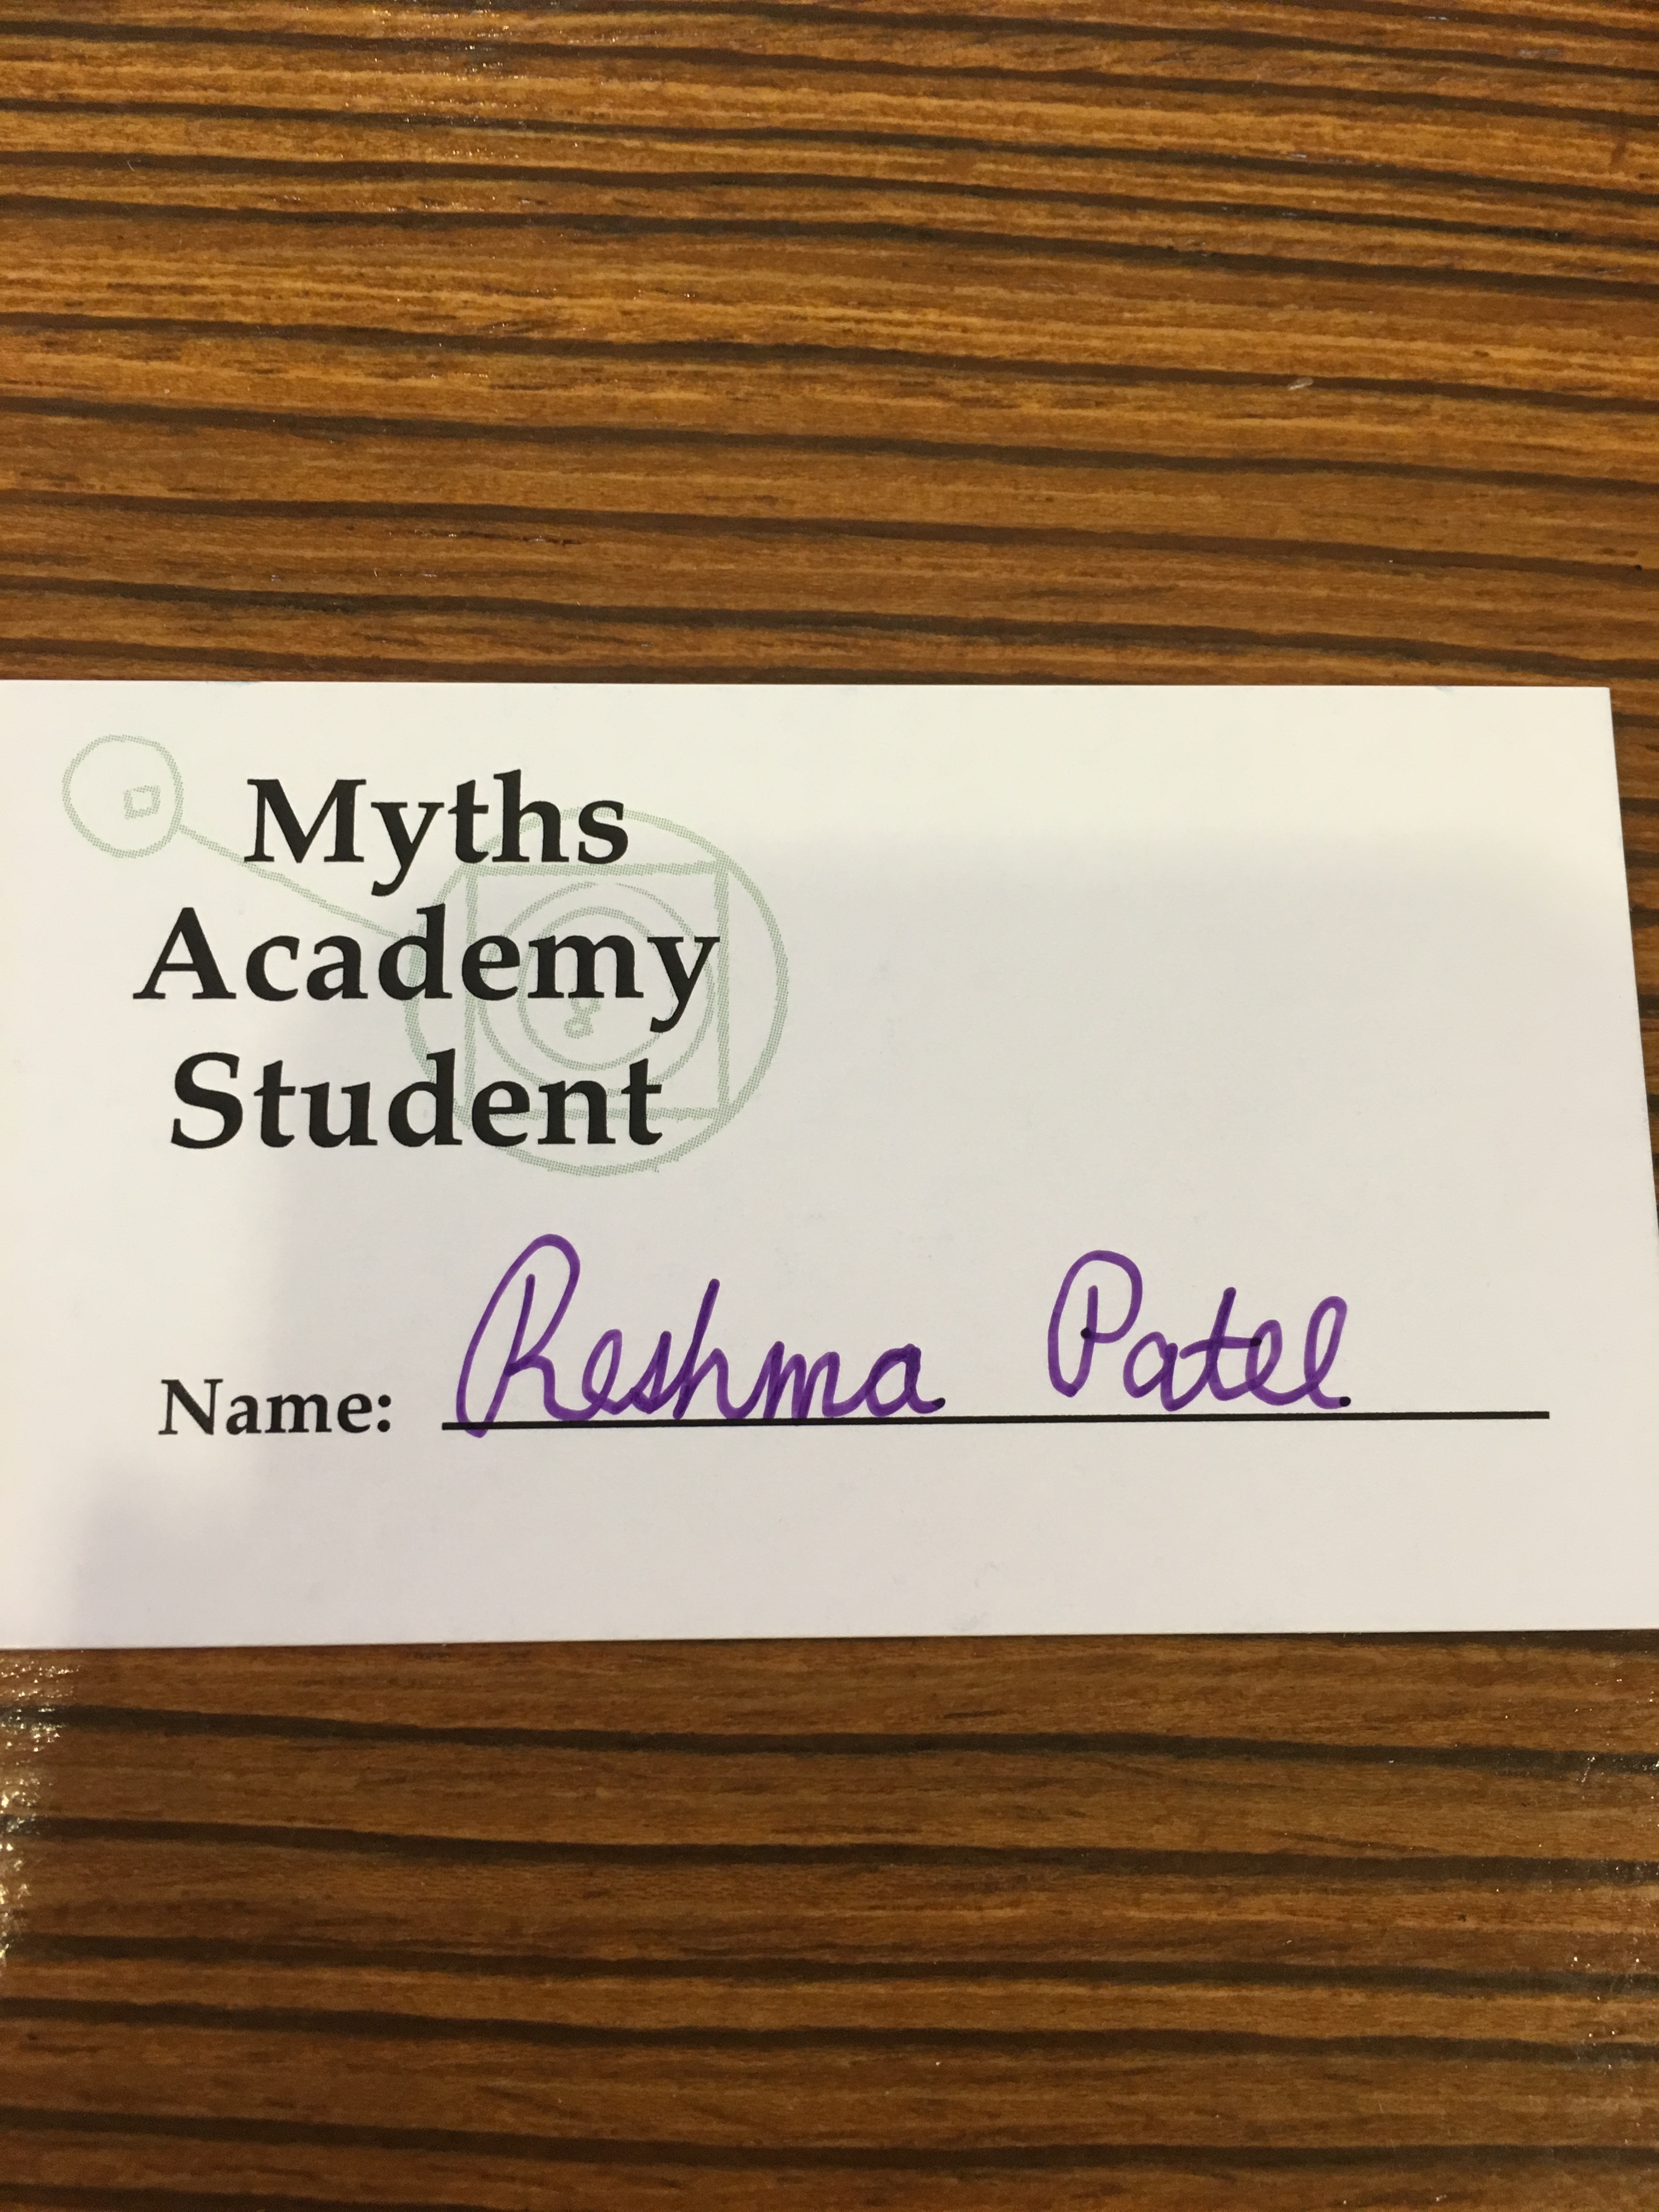 Myths
Academy
Student
Name: Reshma Patel